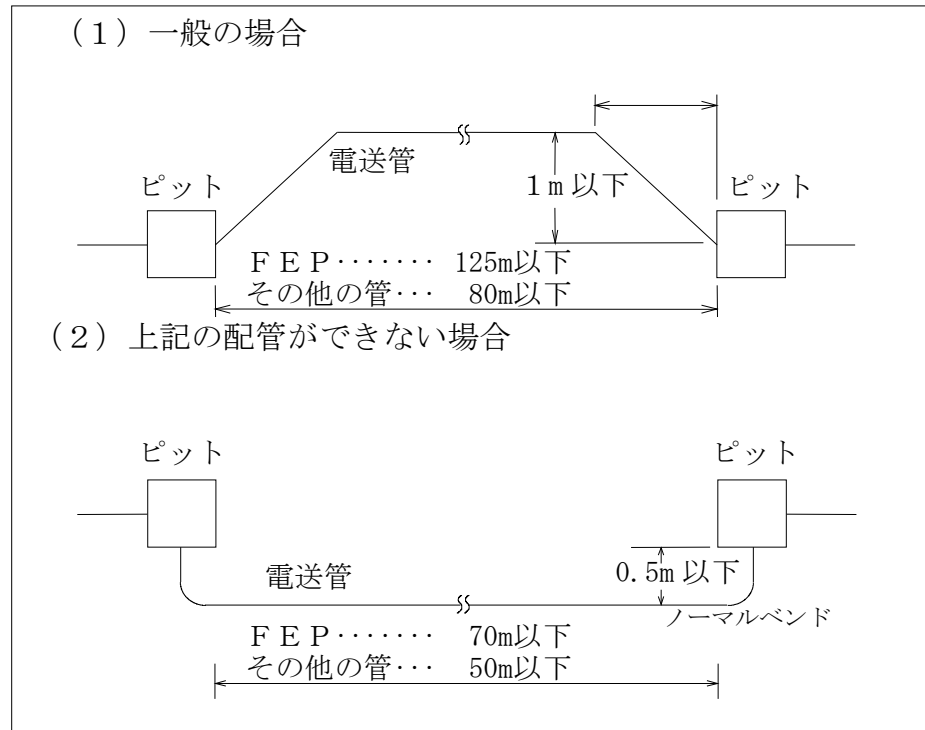 （１）一般の場合
電送管
１ｍ以下
ピット
ピット
ＦＥＰ‥‥‥‥ 125m以下
その他の管‥‥ 80m以下
（２）上記の配管ができない場合
ピット
ピット
電送管
0.5m以下
ノーマルベンド
ＦＥＰ‥‥‥‥ 70m以下
その他の管‥‥ 50m以下